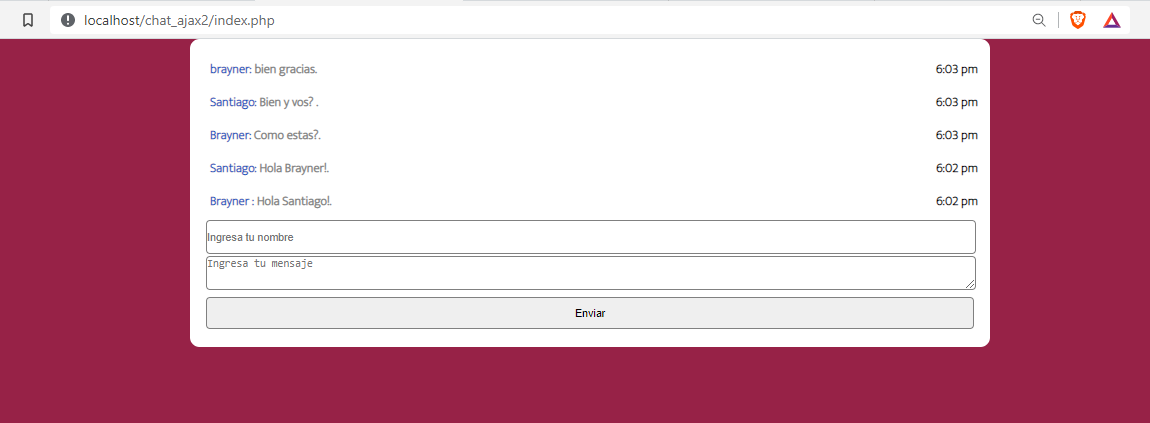 localhost/chat_ajax2/index.php
brayner: bien gracias. 6:03 pm
Santiago: Bien y vos? . 6:03 pm
Brayner: Como estas?. 6:03 pm
Santiago: Hola Brayner!. 6:02 pm
Brayner : Hola Santiago!. 6:02 pm
Ingresa tu nombre
Ingresa tu mensaje
Enviar